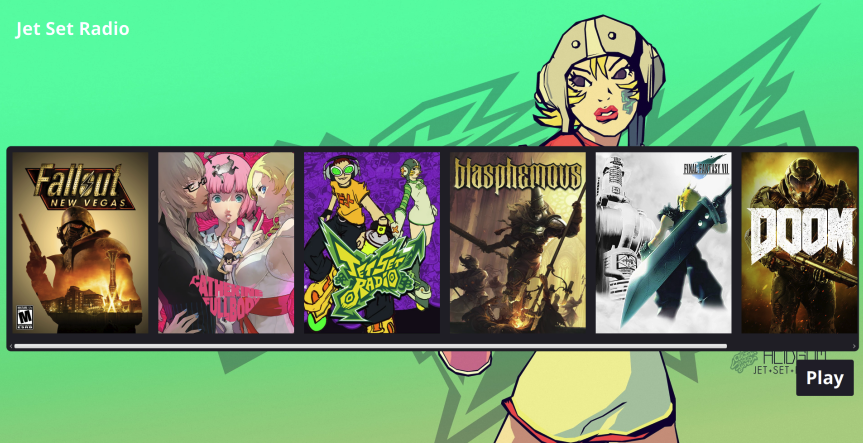 Jet Set Radio
Fallout
NEW VEGAS
M
CATHERINE
FULL BODY
JET SET
RADIO
blasphemous
FINAL FANTASY VII
DOOM
ACIDGUM
JET•SET•
Play